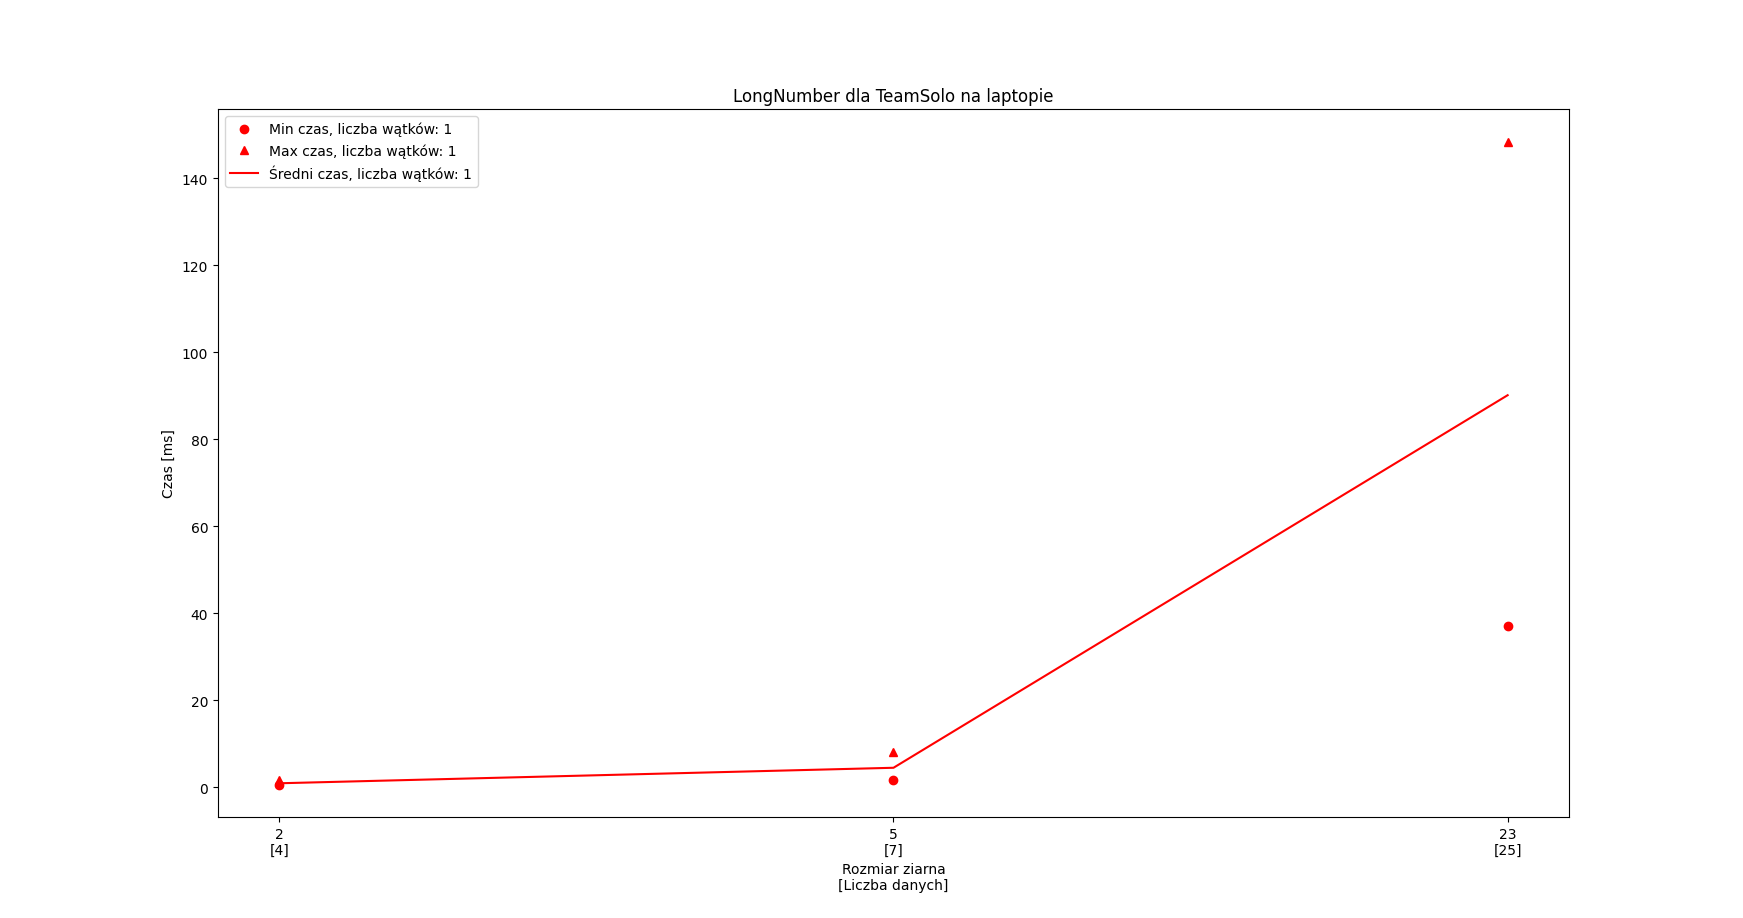 LongNumber dla TeamSolo na laptopie
Min czas, liczba wątków: 1
Max czas, liczba wątków: 1
Średni czas, liczba wątków: 1
140
120
100
80
60
40
20
0
Czas [ms]
2
[4]
5
[7]
23
[25]
Rozmiar ziarna
[Liczba danych]